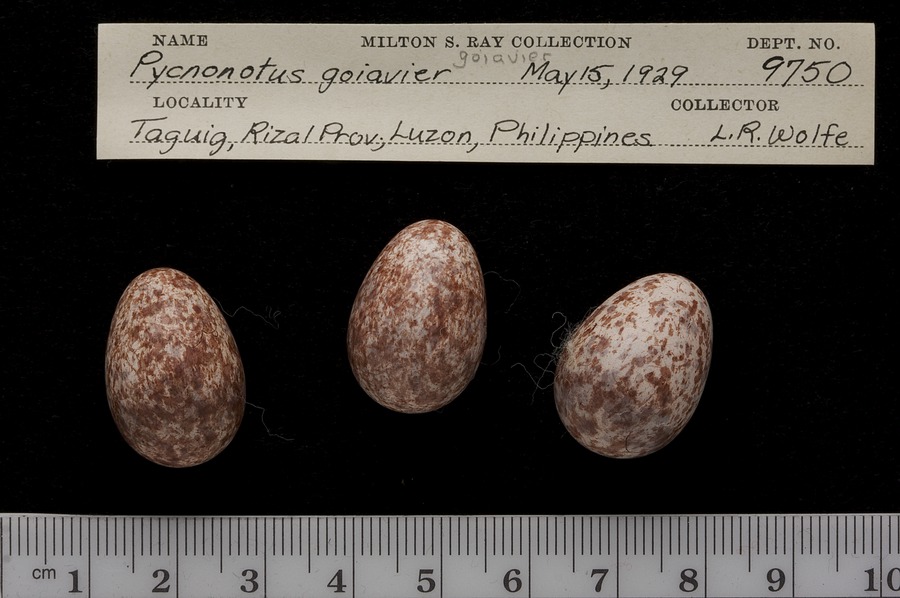 NAME MILTON S. RAY COLLECTION DEPT. NO.
goiavier
Pycnonotus goiavier May 15, 1929 9750
LOCALITY COLLECTOR
Taguig, Rizal Prov., Luzon, Philippines L.R. Wolfe
cm 1 2 3 4 5 6 7 8 9 10